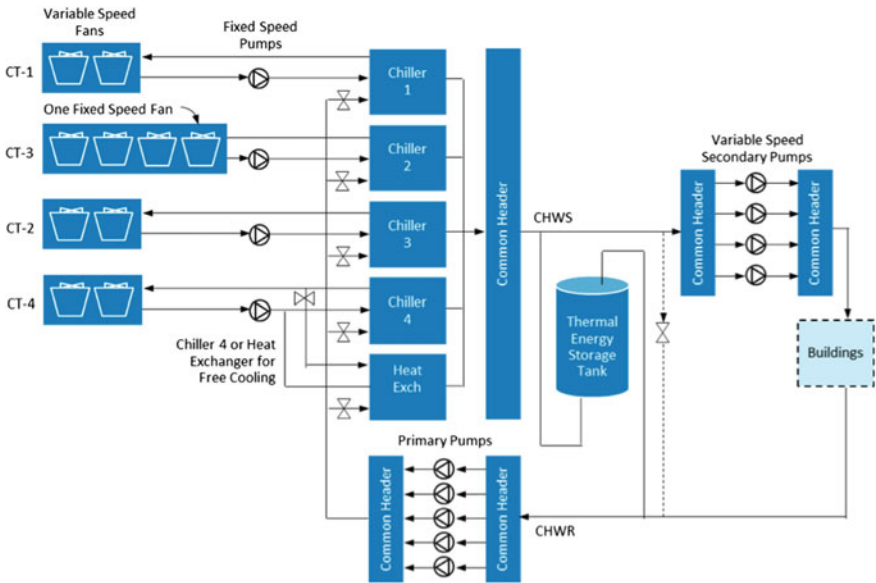 Variable Speed
Fans
Fixed Speed
Pumps
CT-1
Chiller
1
One Fixed Speed Fan
CT-3
Chiller
2
CT-2
Chiller
3
CT-4
Chiller
4
Chiller 4 or Heat
Exchanger for
Free Cooling
Heat
Exch
Common Header
CHWS
Thermal
Energy
Storage
Tank
Variable Speed
Secondary Pumps
Common Header
Common Header
Buildings
Primary Pumps
Common Header
Common Header
CHWR